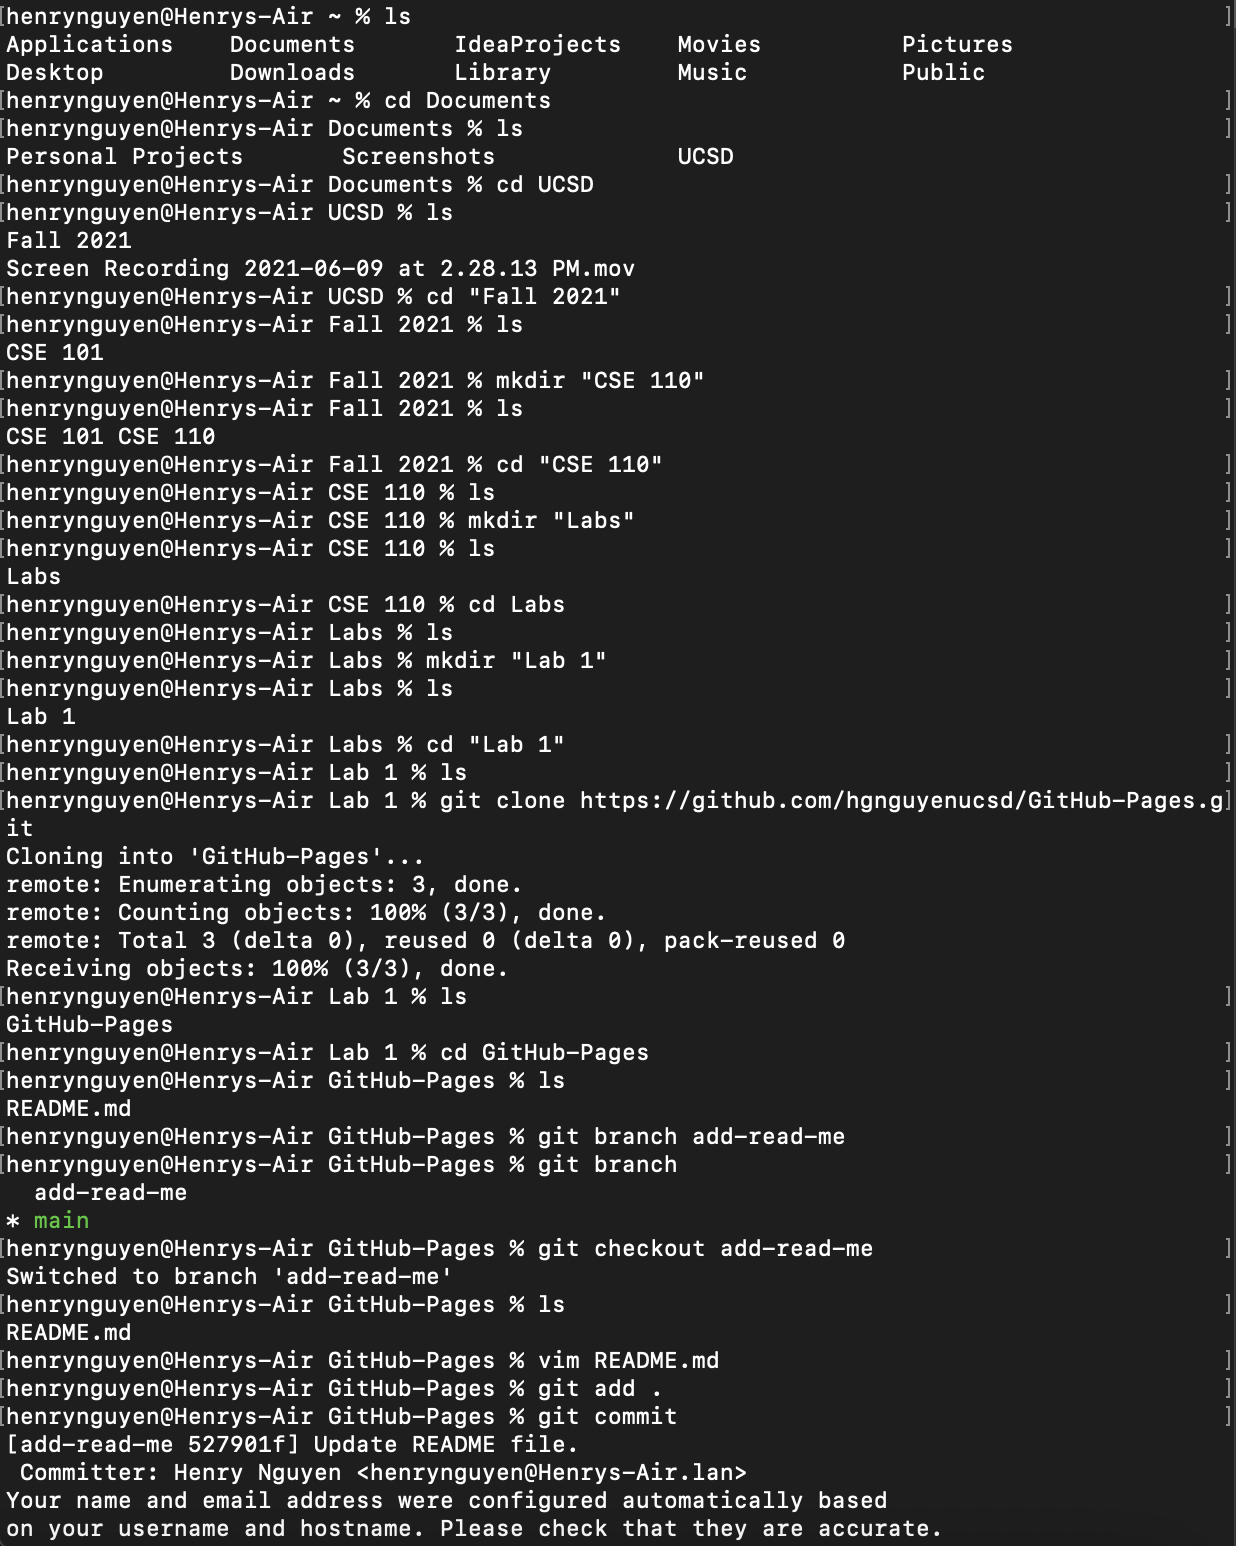 [henrynguyen@Henrys-Air ~ % ls ]
Applications Documents IdeaProjects Movies Pictures
Desktop Downloads Library Music Public
[henrynguyen@Henrys-Air ~ % cd Documents ]
[henrynguyen@Henrys-Air Documents % ls ]
Personal Projects Screenshots UCSD
[henrynguyen@Henrys-Air Documents % cd UCSD ]
[henrynguyen@Henrys-Air UCSD % ls ]
Fall 2021
Screen Recording 2021-06-09 at 2.28.13 PM.mov
[henrynguyen@Henrys-Air UCSD % cd "Fall 2021" ]
[henrynguyen@Henrys-Air Fall 2021 % ls ]
CSE 101
[henrynguyen@Henrys-Air Fall 2021 % mkdir "CSE 110" ]
[henrynguyen@Henrys-Air Fall 2021 % ls ]
CSE 101 CSE 110
[henrynguyen@Henrys-Air Fall 2021 % cd "CSE 110" ]
[henrynguyen@Henrys-Air CSE 110 % ls ]
[henrynguyen@Henrys-Air CSE 110 % mkdir "Labs" ]
[henrynguyen@Henrys-Air CSE 110 % ls ]
Labs
[henrynguyen@Henrys-Air CSE 110 % cd Labs ]
[henrynguyen@Henrys-Air Labs % ls ]
[henrynguyen@Henrys-Air Labs % mkdir "Lab 1" ]
[henrynguyen@Henrys-Air Labs % ls ]
Lab 1
[henrynguyen@Henrys-Air Labs % cd "Lab 1" ]
[henrynguyen@Henrys-Air Lab 1 % ls ]
[henrynguyen@Henrys-Air Lab 1 % git clone https://github.com/hgnguyenucsd/GitHub-Pages.g]
it
Cloning into 'GitHub-Pages'...
remote: Enumerating objects: 3, done.
remote: Counting objects: 100% (3/3), done.
remote: Total 3 (delta 0), reused 0 (delta 0), pack-reused 0
Receiving objects: 100% (3/3), done.
[henrynguyen@Henrys-Air Lab 1 % ls ]
GitHub-Pages
[henrynguyen@Henrys-Air Lab 1 % cd GitHub-Pages ]
[henrynguyen@Henrys-Air GitHub-Pages % ls ]
README.md
[henrynguyen@Henrys-Air GitHub-Pages % git branch add-read-me ]
[henrynguyen@Henrys-Air GitHub-Pages % git branch ]
add-read-me
* main
[henrynguyen@Henrys-Air GitHub-Pages % git checkout add-read-me ]
Switched to branch 'add-read-me'
[henrynguyen@Henrys-Air GitHub-Pages % ls ]
README.md
[henrynguyen@Henrys-Air GitHub-Pages % vim README.md ]
[henrynguyen@Henrys-Air GitHub-Pages % git add . ]
[henrynguyen@Henrys-Air GitHub-Pages % git commit ]
[add-read-me 527901f] Update README file.
Committer: Henry Nguyen <henrynguyen@Henrys-Air.lan>
Your name and email address were configured automatically based
on your username and hostname. Please check that they are accurate.